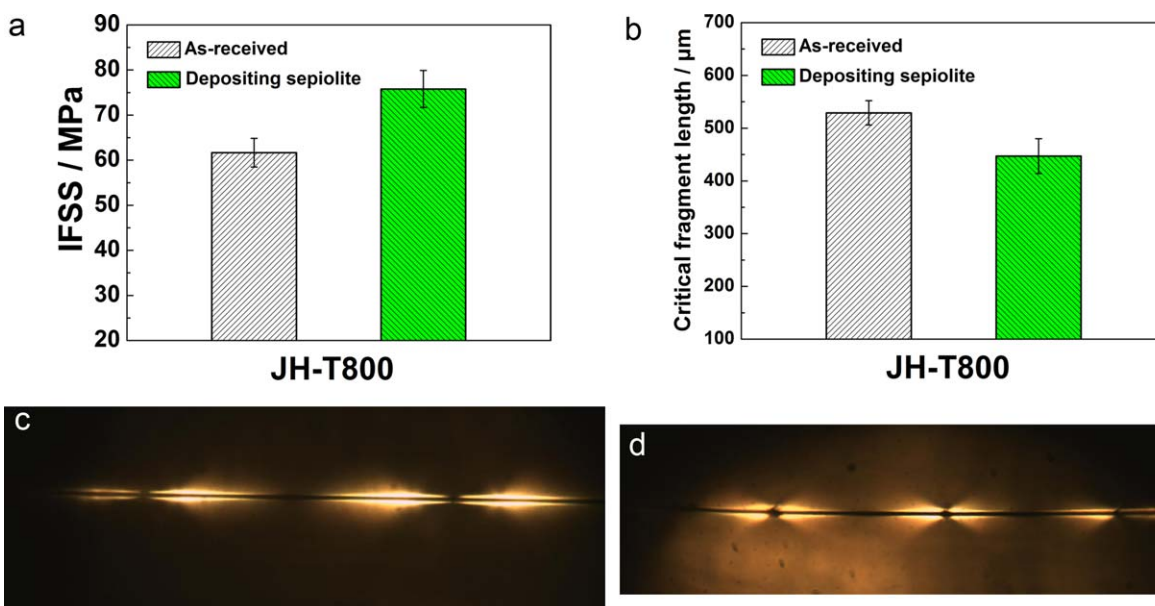 a
90
80
70
60
50
40
30
20
IFSS / MPa
As-received
Depositing sepiolite
JH-T800
b
700
600
500
400
300
200
100
Critical fragment length / μm
As-received
Depositing sepiolite
JH-T800
c
d